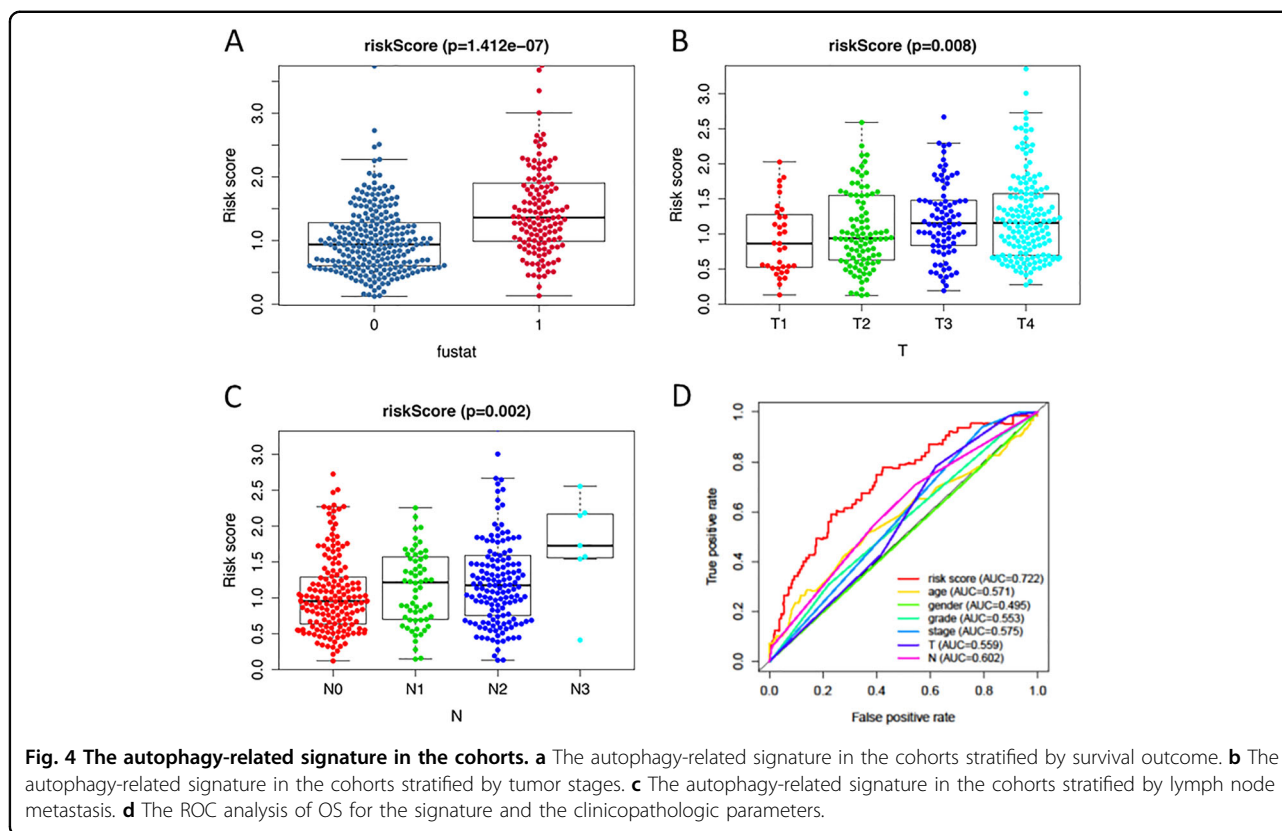 A
riskScore (p=1.412e−07)
Risk score
0.0
0.5
1.0
1.5
2.0
3.0
0
1
fustat
B
riskScore (p=0.008)
Risk score
0.0
0.5
1.0
1.5
2.0
2.5
3.0
T1
T2
T3
T4
T
C
riskScore (p=0.002)
Risk score
0.0
0.5
1.0
1.5
2.0
2.5
3.0
N0
N1
N2
N3
N
D
True positive rate
0.0
0.2
0.4
0.6
0.8
1.0
risk score (AUC=0.722)
age (AUC=0.571)
gender (AUC=0.495)
grade (AUC=0.553)
stage (AUC=0.575)
T (AUC=0.559)
N (AUC=0.602)
0.0
0.2
0.4
0.6
0.8
1.0
False positive rate
Fig. 4 The autophagy-related signature in the cohorts. a The autophagy-related signature in the cohorts stratified by survival outcome. b The
autophagy-related signature in the cohorts stratified by tumor stages. c The autophagy-related signature in the cohorts stratified by lymph node
metastasis. d The ROC analysis of OS for the signature and the clinicopathologic parameters.